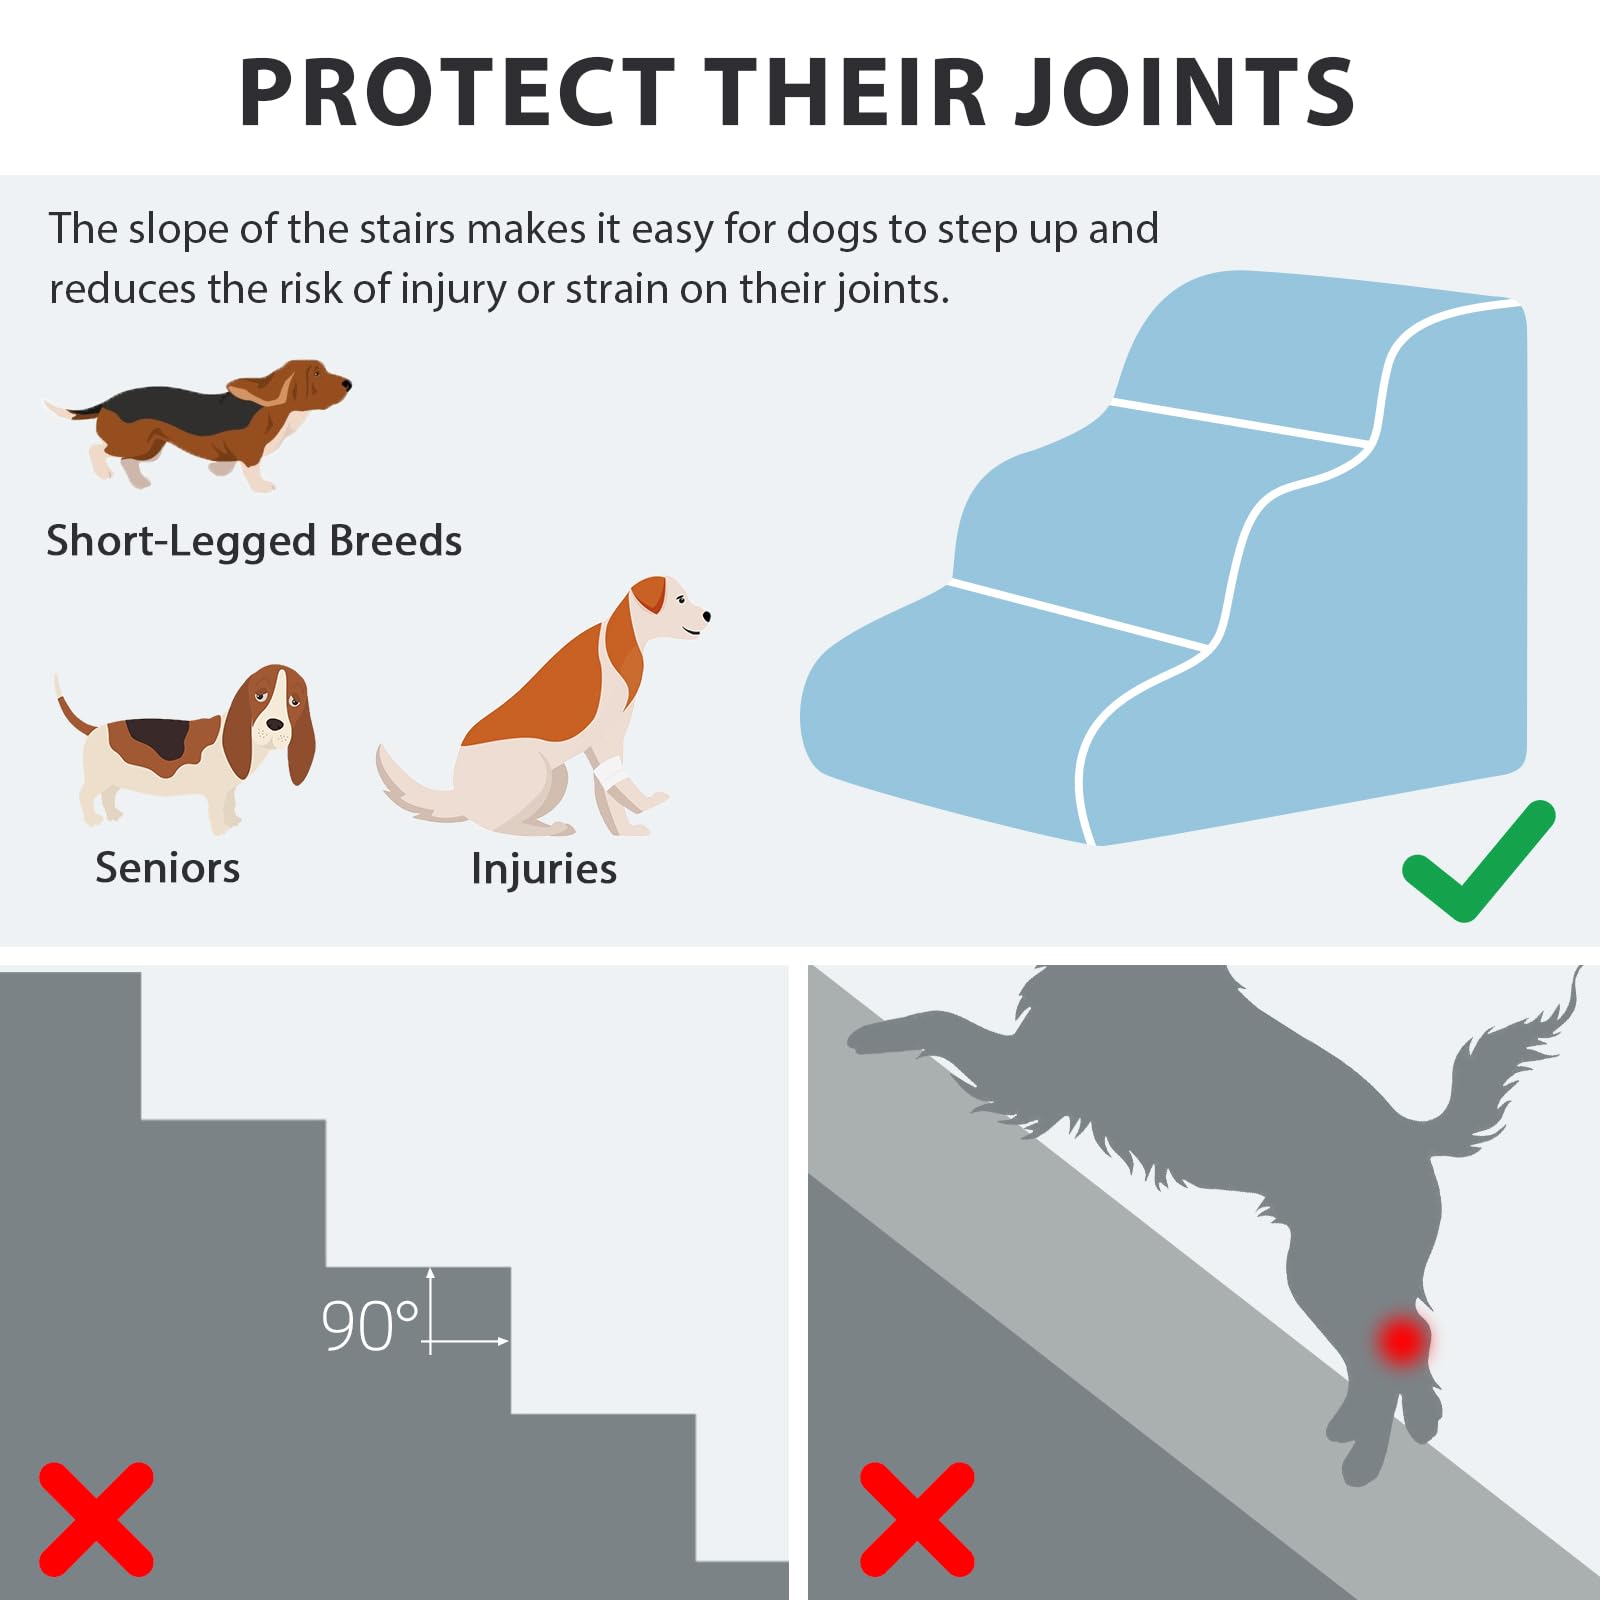 PROTECT THEIR JOINTS
The slope of the stairs makes it easy for dogs to step up and
reduces the risk of injury or strain on their joints.
Short-Legged Breeds
Seniors
Injuries
90°